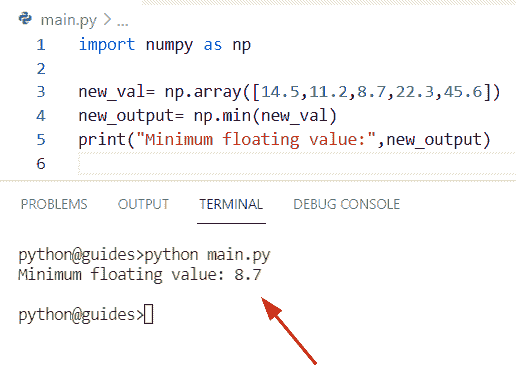 main.py > ...
1 import numpy as np
2
3 new_val= np.array([14.5,11.2,8.7,22.3,45.6])
4 new_output= np.min(new_val)
5 print("Minimum floating value:",new_output)
6
PROBLEMS OUTPUT TERMINAL DEBUG CONSOLE
python@guides>python main.py
Minimum floating value: 8.7
python@guides>